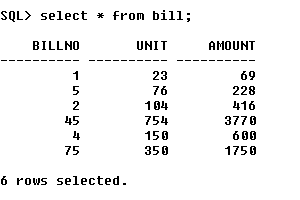 SQL> select * from bill;
BILLNO UNIT AMOUNT
---------- ---------- ----------
1 23 69
5 76 228
2 104 416
45 754 3770
4 150 600
75 350 1750
6 rows selected.